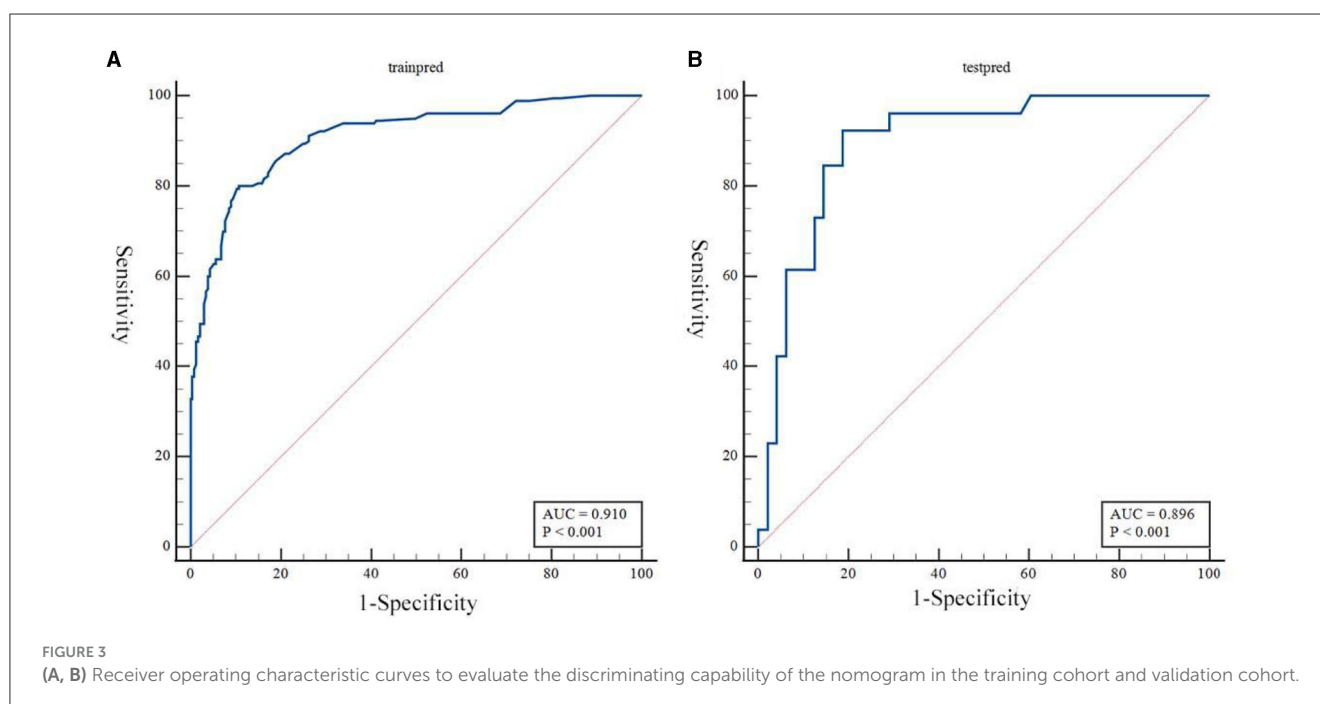 A
trainpred
100
80
60
40
20
0
Sensitivity
AUC = 0.910
P < 0.001
0 20 40 60 80 100
1-Specificity
B
testpred
100
80
60
40
20
0
Sensitivity
AUC = 0.896
P < 0.001
0 20 40 60 80 100
1-Specificity
FIGURE 3
(A, B) Receiver operating characteristic curves to evaluate the discriminating capability of the nomogram in the training cohort and validation cohort.